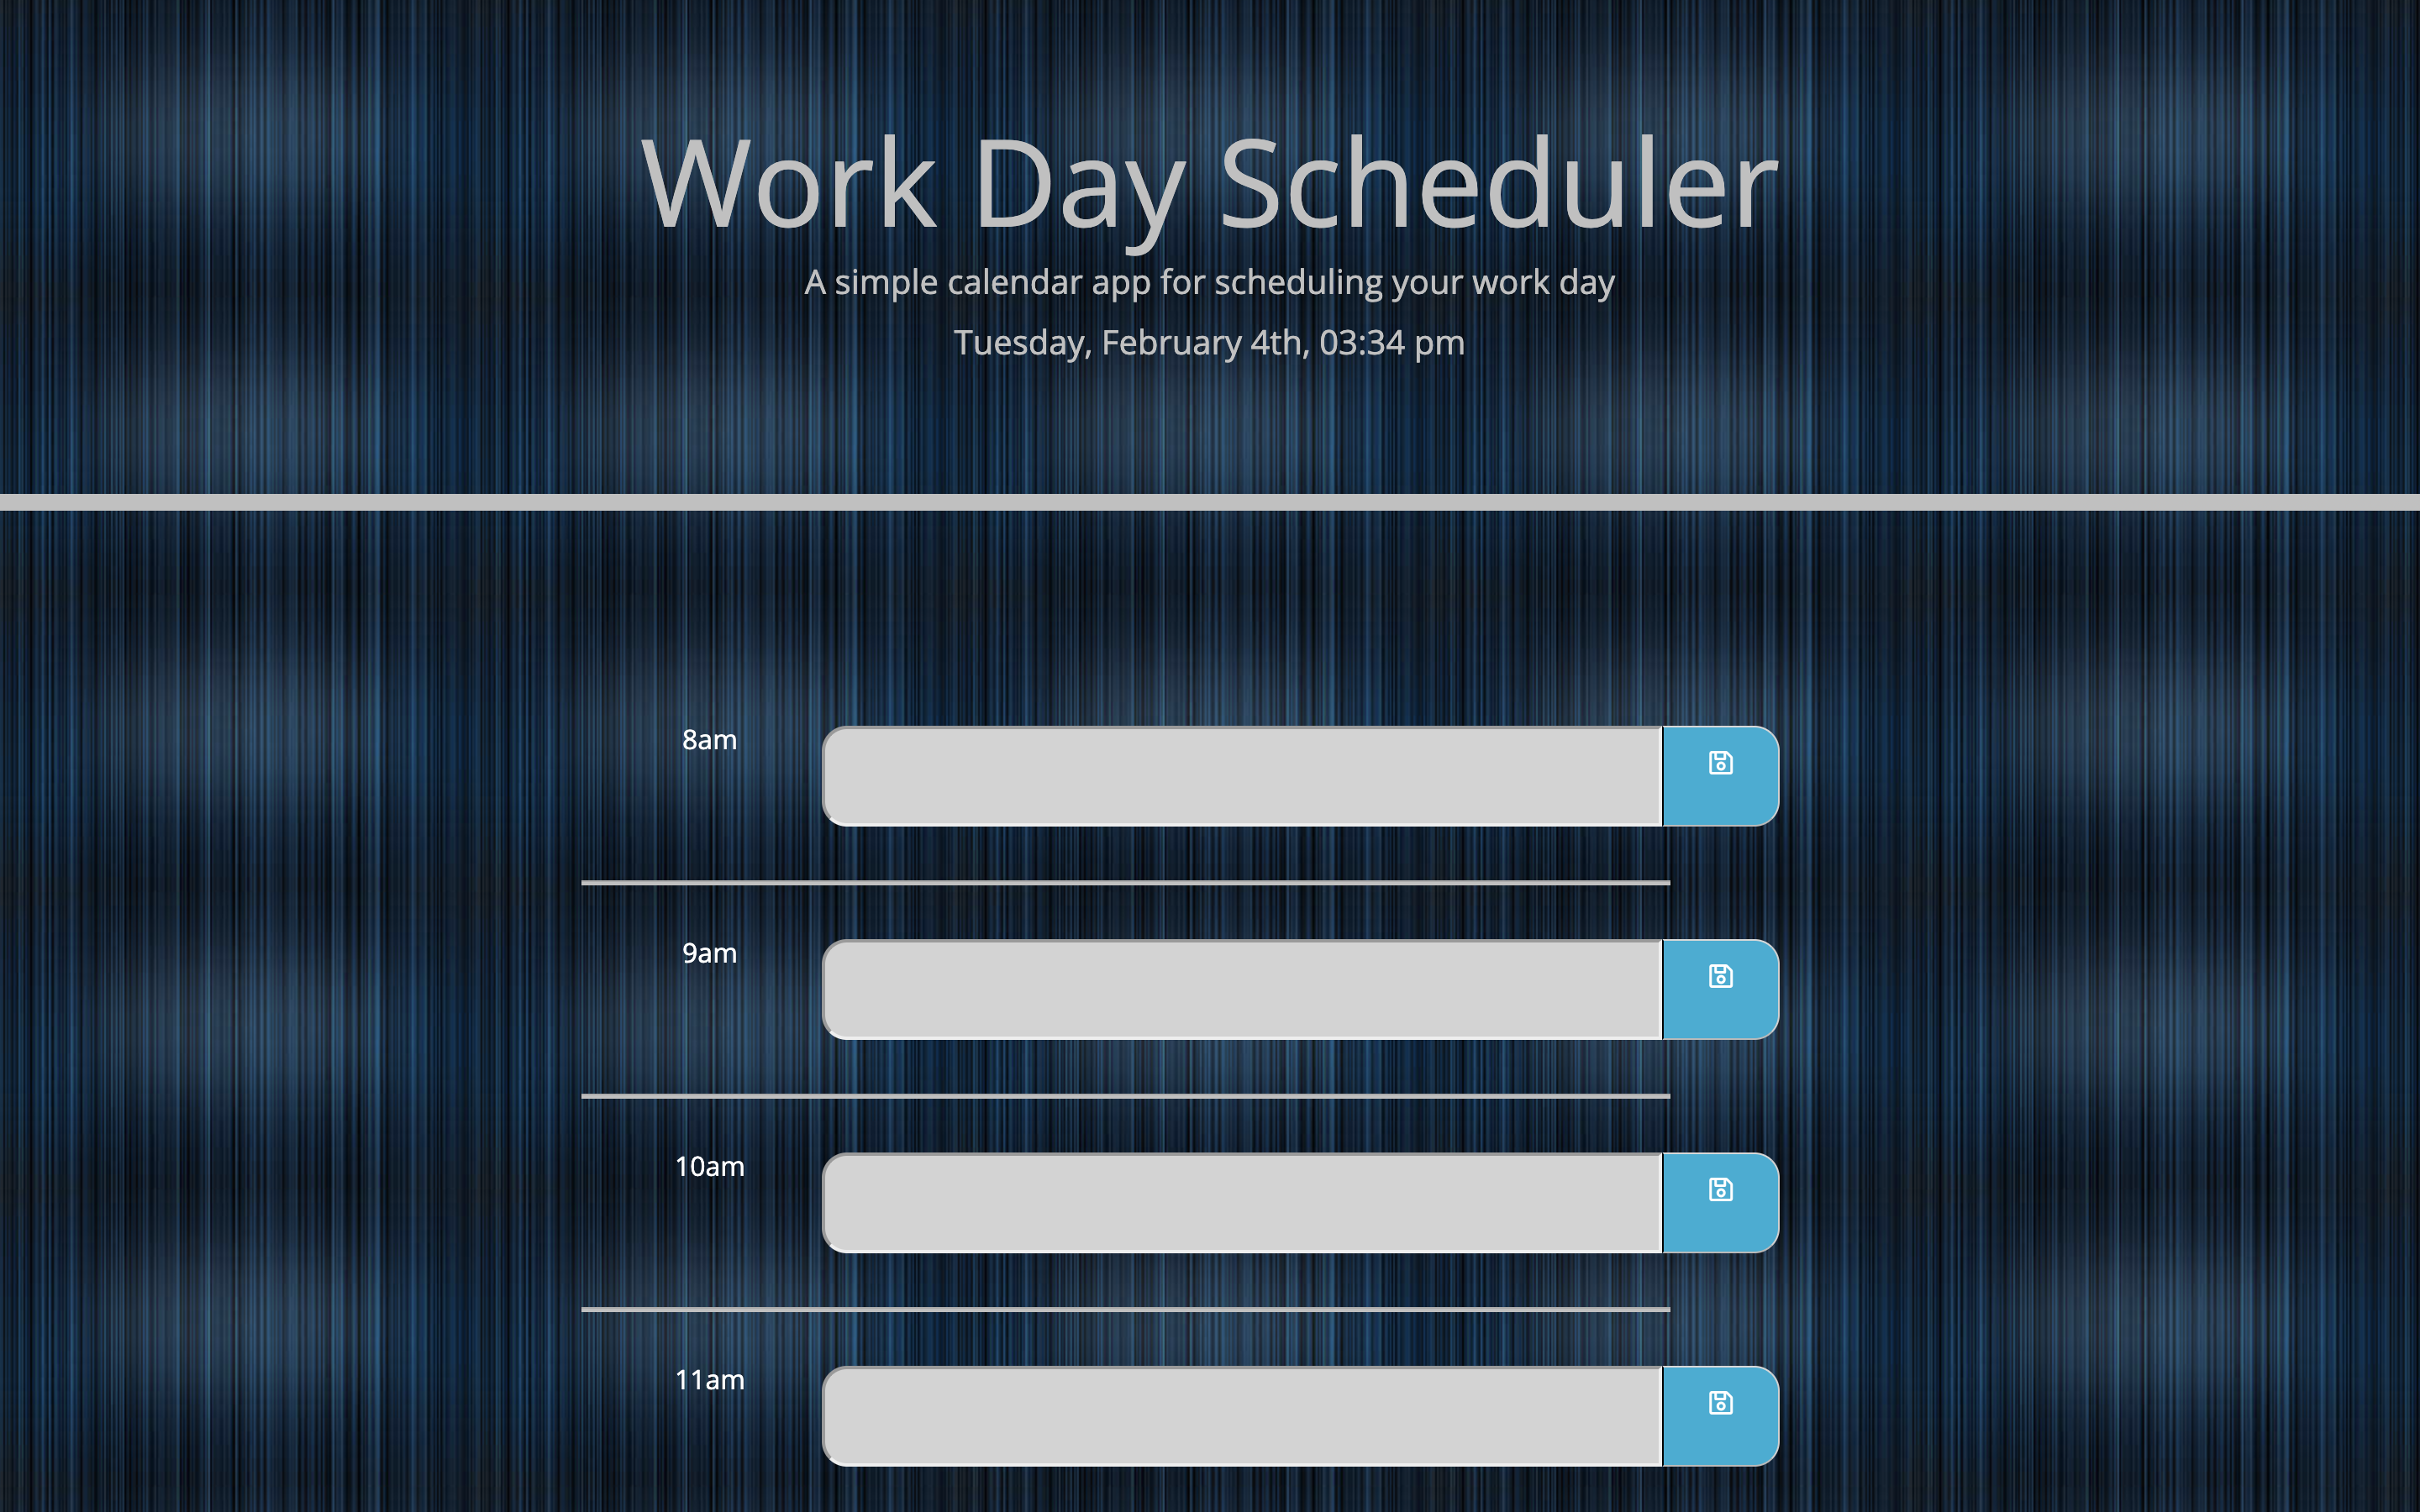 Work Day Scheduler
A simple calendar app for scheduling your work day
Tuesday, February 4th, 03:34 pm
8am
9am
10am
11am